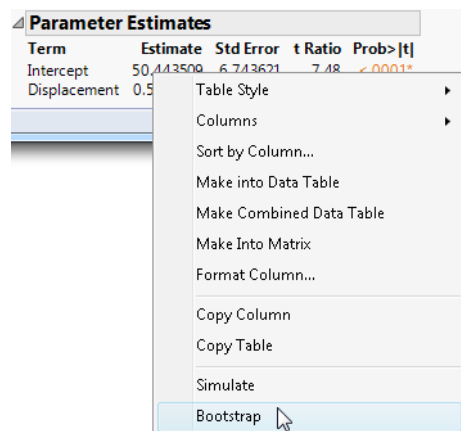 Parameter Estimates
Term Estimate Std Error t Ratio Prob>|t|
Intercept 50.443509 6.743621 7.48 <.0001*
Displacement 0.5
Table Style
Columns
Sort by Column...
Make into Data Table
Make Combined Data Table
Make Into Matrix
Format Column...
Copy Column
Copy Table
Simulate
Bootstrap